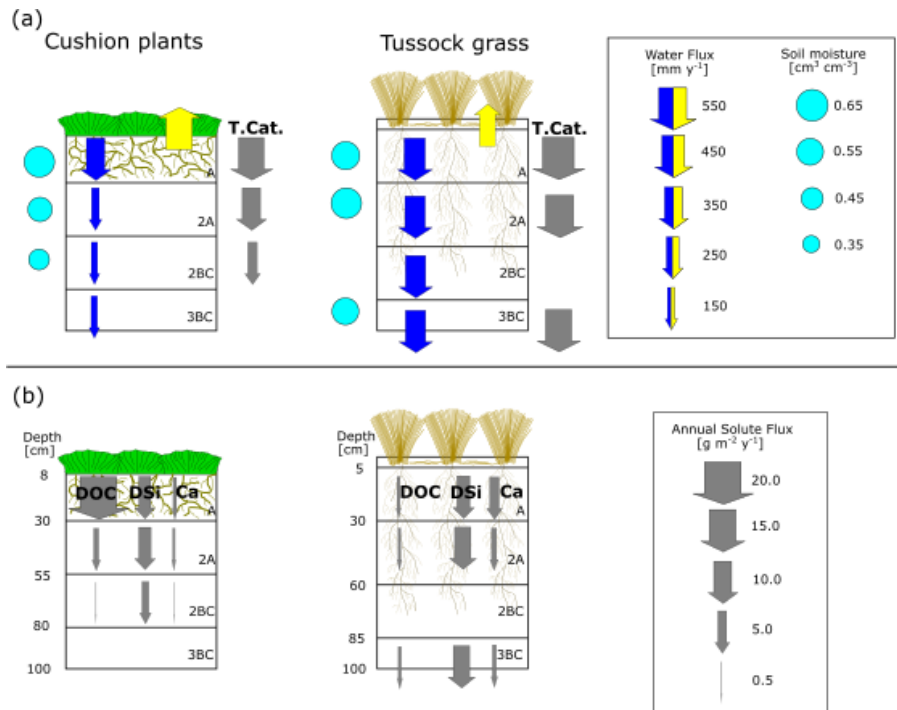 (a)
Cushion plants
Tussock grass
Water Flux
[mm y⁻¹]
Soil moisture
[cm³ cm⁻³]
550
450
350
250
150
0.65
0.55
0.45
0.35
T.Cat.
A
2A
2BC
3BC
T.Cat.
A
2A
2BC
3BC
(b)
Depth
[cm]
8
30
55
80
100
DOC DSi Ca
A
2A
2BC
3BC
Depth
[cm]
5
30
60
85
100
DOC DSi Ca
A
2A
2BC
3BC
Annual Solute Flux
[g m⁻² y⁻¹]
20.0
15.0
10.0
5.0
0.5